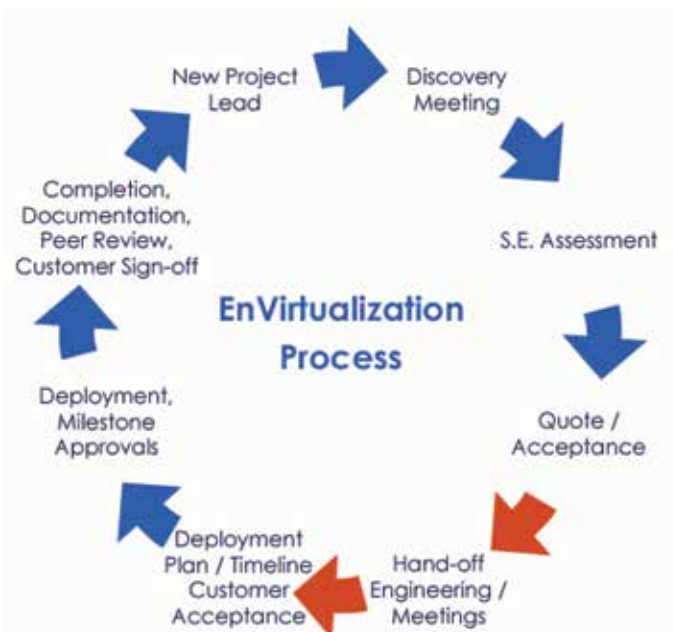 New Project
Lead
Discovery
Meeting
S.E. Assessment
Quote /
Acceptance
Hand-off
Engineering /
Meetings
Deployment
Plan / Timeline
Customer
Acceptance
Deployment,
Milestone
Approvals
Completion,
Documentation,
Peer Review,
Customer Sign-off
EnVirtualization
Process